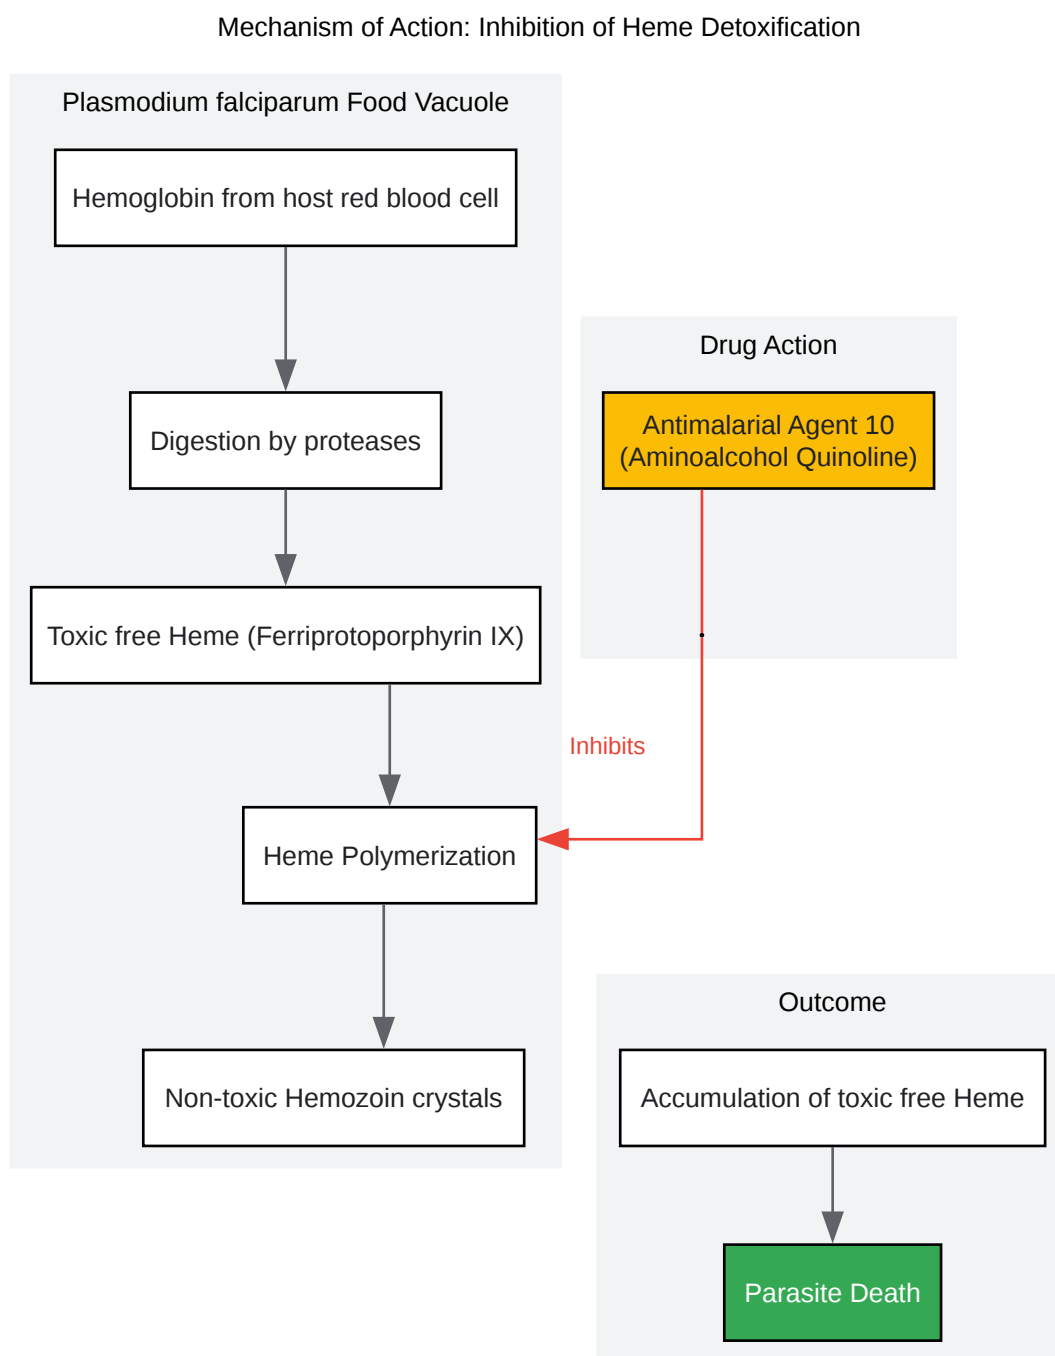 Mechanism of Action: Inhibition of Heme Detoxification
Plasmodium falciparum Food Vacuole
Hemoglobin from host red blood cell
Digestion by proteases
Toxic free Heme (Ferriprotoporphyrin IX)
Heme Polymerization
Non-toxic Hemozoin crystals
Drug Action
Antimalarial Agent 10
(Aminoalcohol Quinoline)
Inhibits
Outcome
Accumulation of toxic free Heme
Parasite Death